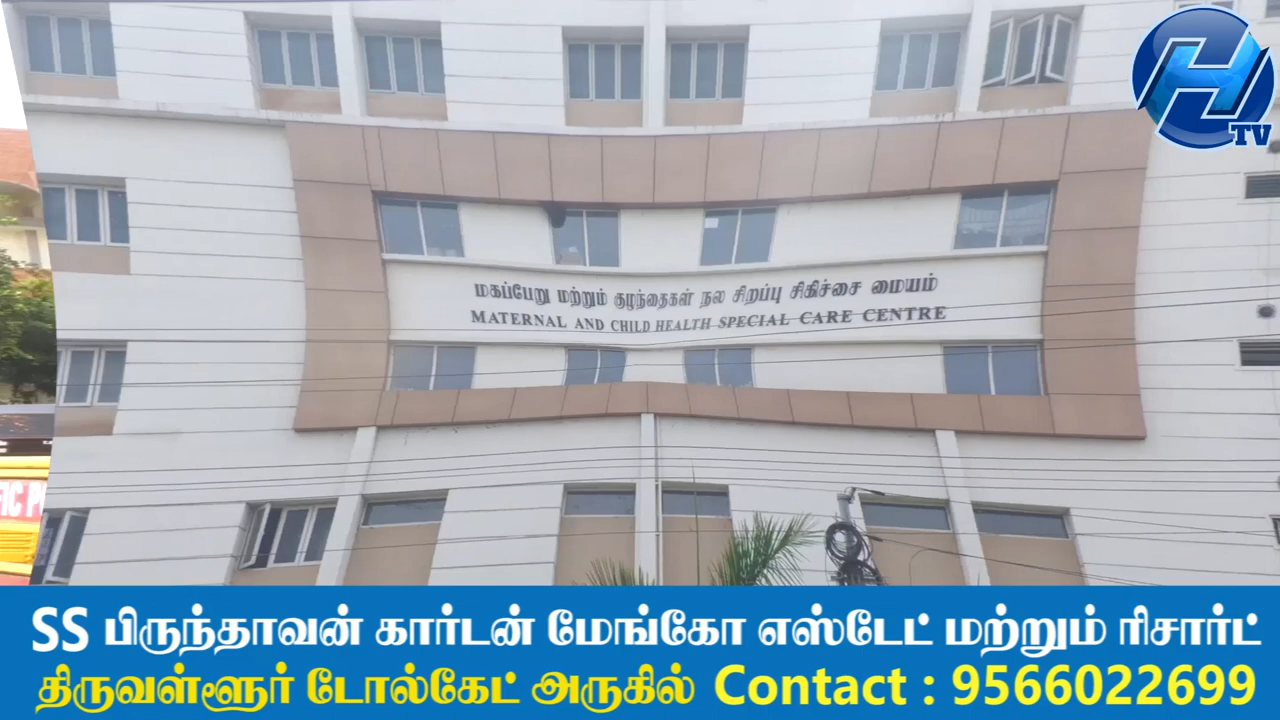 H
TV
மகப்பேறு மற்றும் குழந்தைகள் நல சிறப்பு சிகிச்சை மையம்
MATERNAL AND CHILD HEALTH SPECIAL CARE CENTRE
FIC P
SS பிருந்தாவன் கார்டன் மேங்கோ எஸ்டேட் மற்றும் ரிசார்ட்
திருவள்ளூர் டோல்கேட் அருகில் Contact : 9566022699